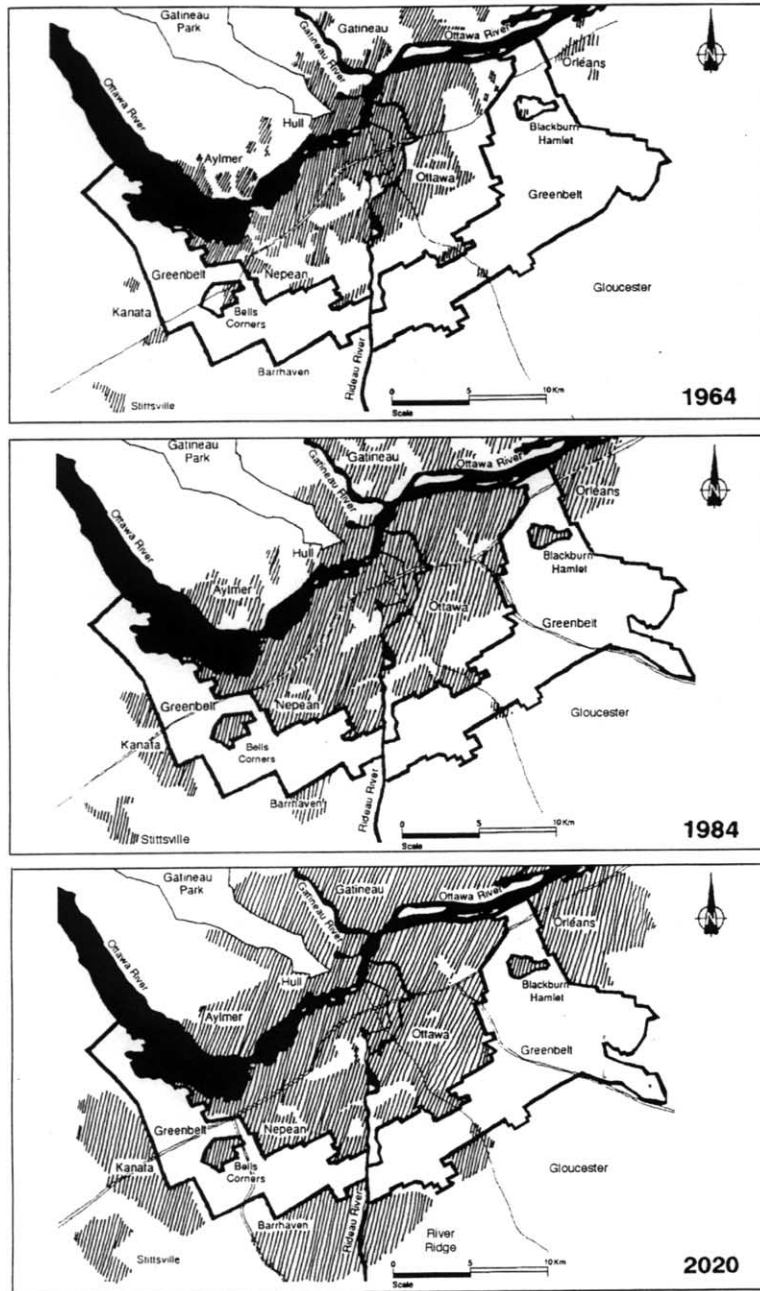 Gatineau
Park
Gatineau
Ottawa River
Orléans
Gatineau River
Ottawa River
Hull
N
Blackburn
Hamlet
Aylmer
Ottawa
Greenbelt
Greenbelt
Nepean
Gloucester
Kanata
Bells
Corners
Barrhaven
Rideau River
0 5 10 Km
Scale
Stittsville
1964
Gatineau
Park
Gatineau
Ottawa River
Orléans
Gatineau River
Ottawa River
Hull
N
Blackburn
Hamlet
Aylmer
Ottawa
Greenbelt
Greenbelt
Nepean
Gloucester
Kanata
Bells
Corners
Barrhaven
Rideau River
0 5 10 Km
Scale
Stittsville
1984
Gatineau
Park
Gatineau
Ottawa River
Orléans
Gatineau River
Ottawa River
Hull
N
Blackburn
Hamlet
Aylmer
Ottawa
Greenbelt
Greenbelt
Nepean
Gloucester
Kanata
Bells
Corners
Barrhaven
Rideau River
River
Ridge
0 5 10 Km
Scale
Stittsville
2020